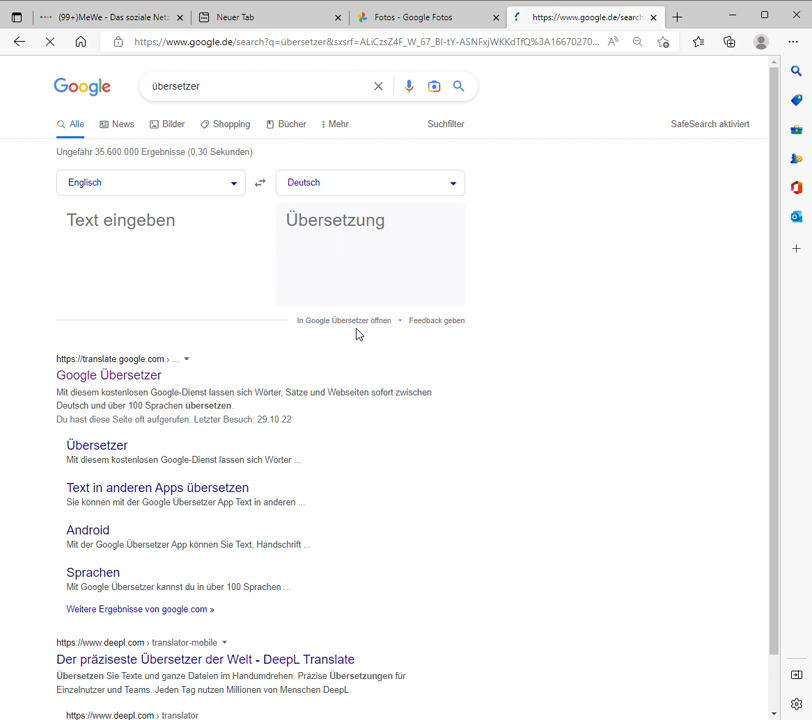 (99+)MeWe - Das soziale Net
Neuer Tab
Fotos - Google Fotos
https://www.google.de/search
https://www.google.de/search?q=übersetzer&sxsrf=ALiCzsZ4F_W_67_BI-tY-ASNFxjWKKdTfQ%3A16670270...
Google
übersetzer
Alle
News
Bilder
Shopping
Bücher
Mehr
Suchfilter
SafeSearch aktiviert
Ungefähr 35.600.000 Ergebnisse (0,30 Sekunden)
Englisch
Deutsch
Text eingeben
Übersetzung
In Google Übersetzer öffnen • Feedback geben
https://translate.google.com › ...
Google Übersetzer
Mit diesem kostenlosen Google-Dienst lassen sich Wörter, Sätze und Webseiten sofort zwischen
Deutsch und über 100 Sprachen übersetzen.
Du hast diese Seite oft aufgerufen. Letzter Besuch: 29.10.22
Übersetzer
Mit diesem kostenlosen Google-Dienst lassen sich Wörter ...
Text in anderen Apps übersetzen
Sie können mit der Google Übersetzer App Text in anderen ...
Android
Mit der Google Übersetzer App können Sie Text, Handschrift ...
Sprachen
Mit Google Übersetzer kannst du in über 100 Sprachen ...
Weitere Ergebnisse von google.com »
https://www.deepl.com › translator-mobile
Der präziseste Übersetzer der Welt - DeepL Translate
Übersetzen Sie Texte und ganze Dateien im Handumdrehen. Präzise Übersetzungen für
Einzelnutzer und Teams. Jeden Tag nutzen Millionen von Menschen DeepL.
https://www.deepl.com › translator